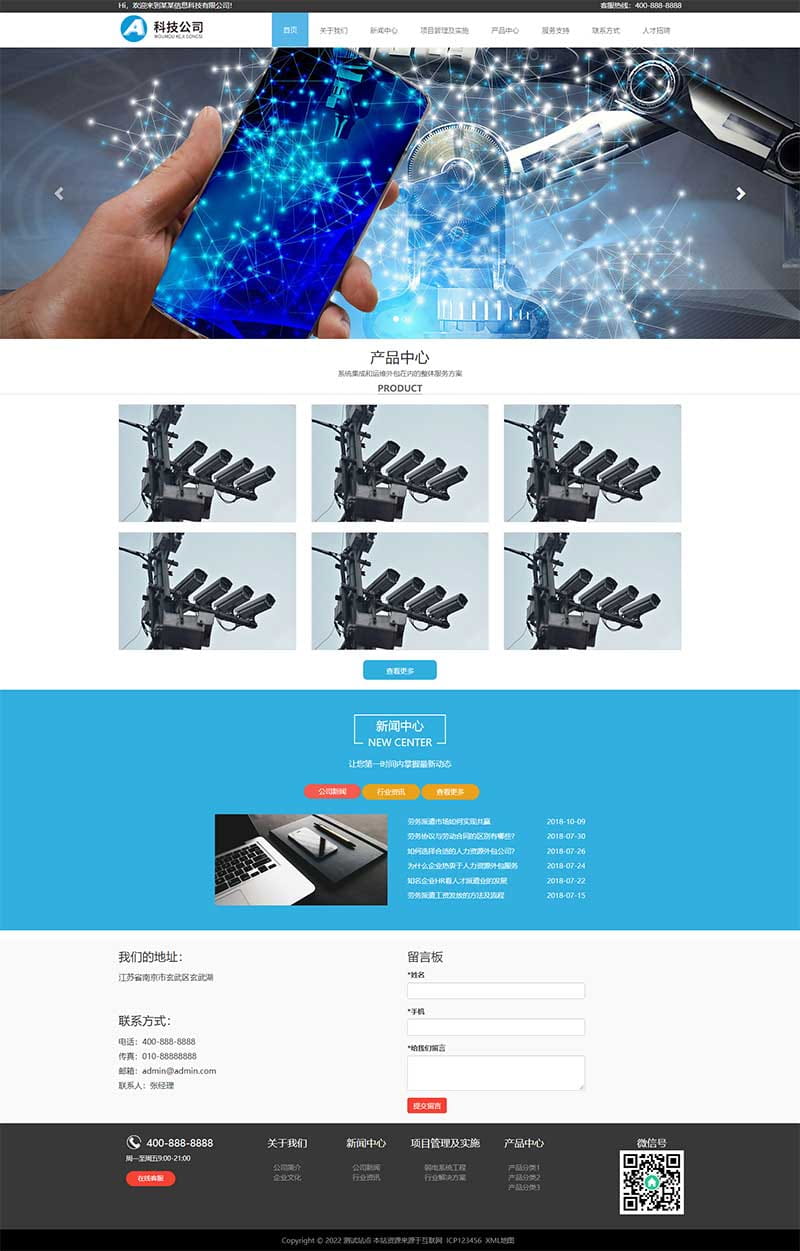 Hi，欢迎来到某某信息科技有限公司!
客服热线：400-888-8888
科技公司
首页
关于我们
新闻中心
项目管理及实施
产品中心
服务支持
联系方式
人才招聘
产品中心
系统集成和运维外包在内的整体服务方案
PRODUCT
查看更多
新闻中心
NEW CENTER
让您第一时间内掌握最新动态
公司新闻
行业资讯
查看更多
劳务派遣市场如何实现共赢 2018-10-09
劳务协议与劳动合同的区别有哪些? 2018-07-30
如何选择合适的人力资源外包公司? 2018-07-26
为什么企业热衷于人力资源外包服务 2018-07-24
知名企业HR看人才派遣业的发展 2018-07-22
劳务派遣工资发放的方法及流程 2018-07-15
我们的地址：
江苏省南京市玄武区玄武湖
联系方式：
电话：400-888-8888
传真：010-88888888
邮箱：admin@admin.com
联系人：张经理
留言板
*姓名
*手机
*给我们留言
提交留言
400-888-8888
周一至周五9:00-21:00
在线客服
关于我们
公司简介
企业文化
新闻中心
公司新闻
行业资讯
项目管理及实施
弱电系统工程
行业解决方案
产品中心
产品分类1
产品分类2
产品分类3
微信号
Copyright © 2022 测试站点 本站资源来源于互联网 ICP123456 XML地图